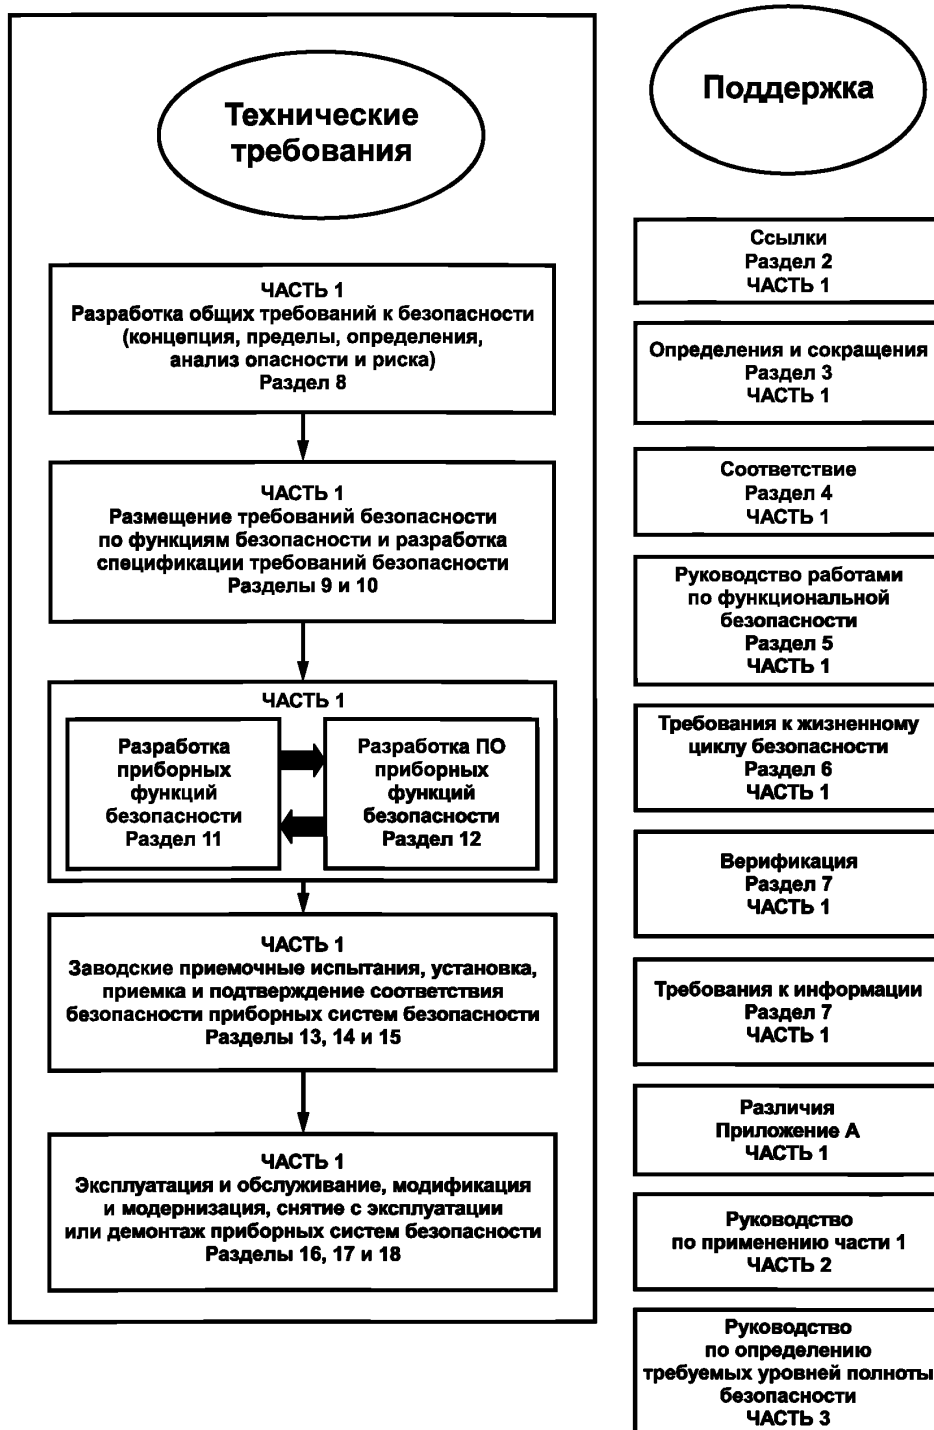 Технические
требования
ЧАСТЬ 1
Разработка общих требований к безопасности
(концепция, пределы, определения,
анализ опасности и риска)
Раздел 8
ЧАСТЬ 1
Размещение требований безопасности
по функциям безопасности и разработка
спецификации требований безопасности
Разделы 9 и 10
ЧАСТЬ 1
Разработка
приборных
функций
безопасности
Раздел 11
Разработка ПО
приборных
функций
безопасности
Раздел 12
ЧАСТЬ 1
Заводские приемочные испытания, установка,
приемка и подтверждение соответствия
безопасности приборных систем безопасности
Разделы 13, 14 и 15
ЧАСТЬ 1
Эксплуатация и обслуживание, модификация
и модернизация, снятие с эксплуатации
или демонтаж приборных систем безопасности
Разделы 16, 17 и 18
Поддержка
Ссылки
Раздел 2
ЧАСТЬ 1
Определения и сокращения
Раздел 3
ЧАСТЬ 1
Соответствие
Раздел 4
ЧАСТЬ 1
Руководство работами
по функциональной
безопасности
Раздел 5
ЧАСТЬ 1
Требования к жизненному
циклу безопасности
Раздел 6
ЧАСТЬ 1
Верификация
Раздел 7
ЧАСТЬ 1
Требования к информации
Раздел 7
ЧАСТЬ 1
Различия
Приложение А
ЧАСТЬ 1
Руководство
по применению части 1
ЧАСТЬ 2
Руководство
по определению
требуемых уровней полноты
безопасности
ЧАСТЬ 3